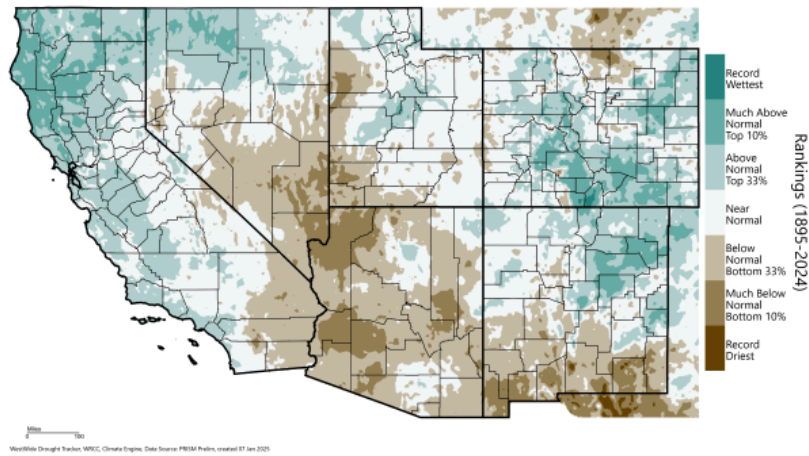 Record
Wettest
Much Above
Normal
Top 10%
Above
Normal
Top 33%
Near
Normal
Below
Normal
Bottom 33%
Much Below
Normal
Bottom 10%
Record
Driest
Rankings (1895-2024)
Miles
0 100
WestWide Drought Tracker, WRCC, Climate Engine, Data Source: PRISM Prelim, created 07 Jan 2025